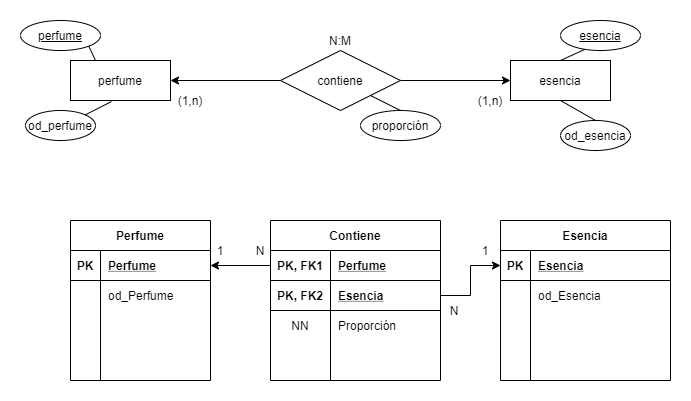 perfume
N:M
esencia
perfume
contiene
esencia
(1,n)
(1,n)
od_perfume
proporción
od_esencia
Perfume
Contiene
Esencia
1
N
1
PK
Perfume
PK, FK1
Perfume
PK
Esencia
od_Perfume
PK, FK2
Esencia
od_Esencia
N
NN
Proporción